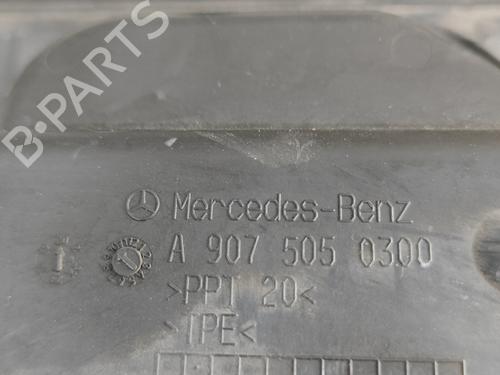 B-PARTS
Mercedes-Benz
A 907 505 0300
>PPT 20<
>TPE<